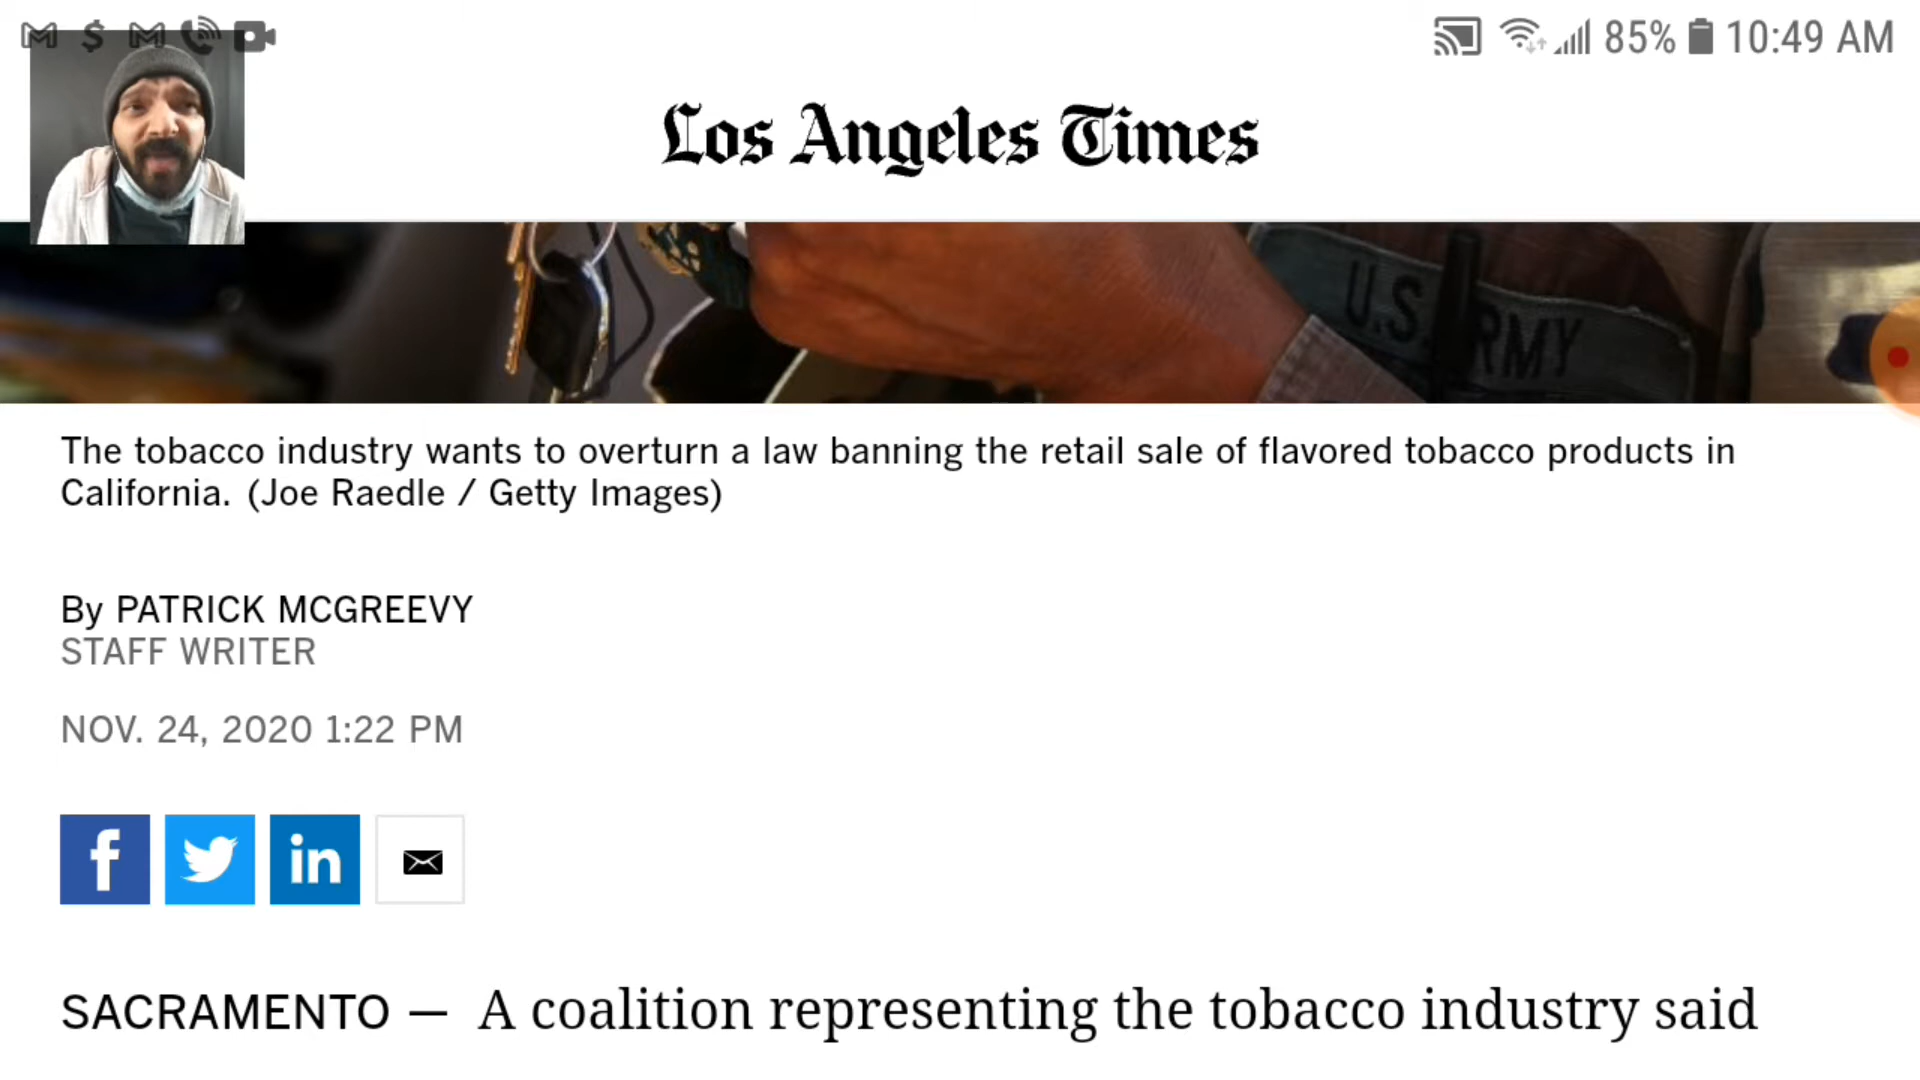 85% 10:49 AM
Los Angeles Times
U.S. RMY
The tobacco industry wants to overturn a law banning the retail sale of flavored tobacco products in
California. (Joe Raedle / Getty Images)
By PATRICK MCGREEVY
STAFF WRITER
NOV. 24, 2020 1:22 PM
SACRAMENTO — A coalition representing the tobacco industry said